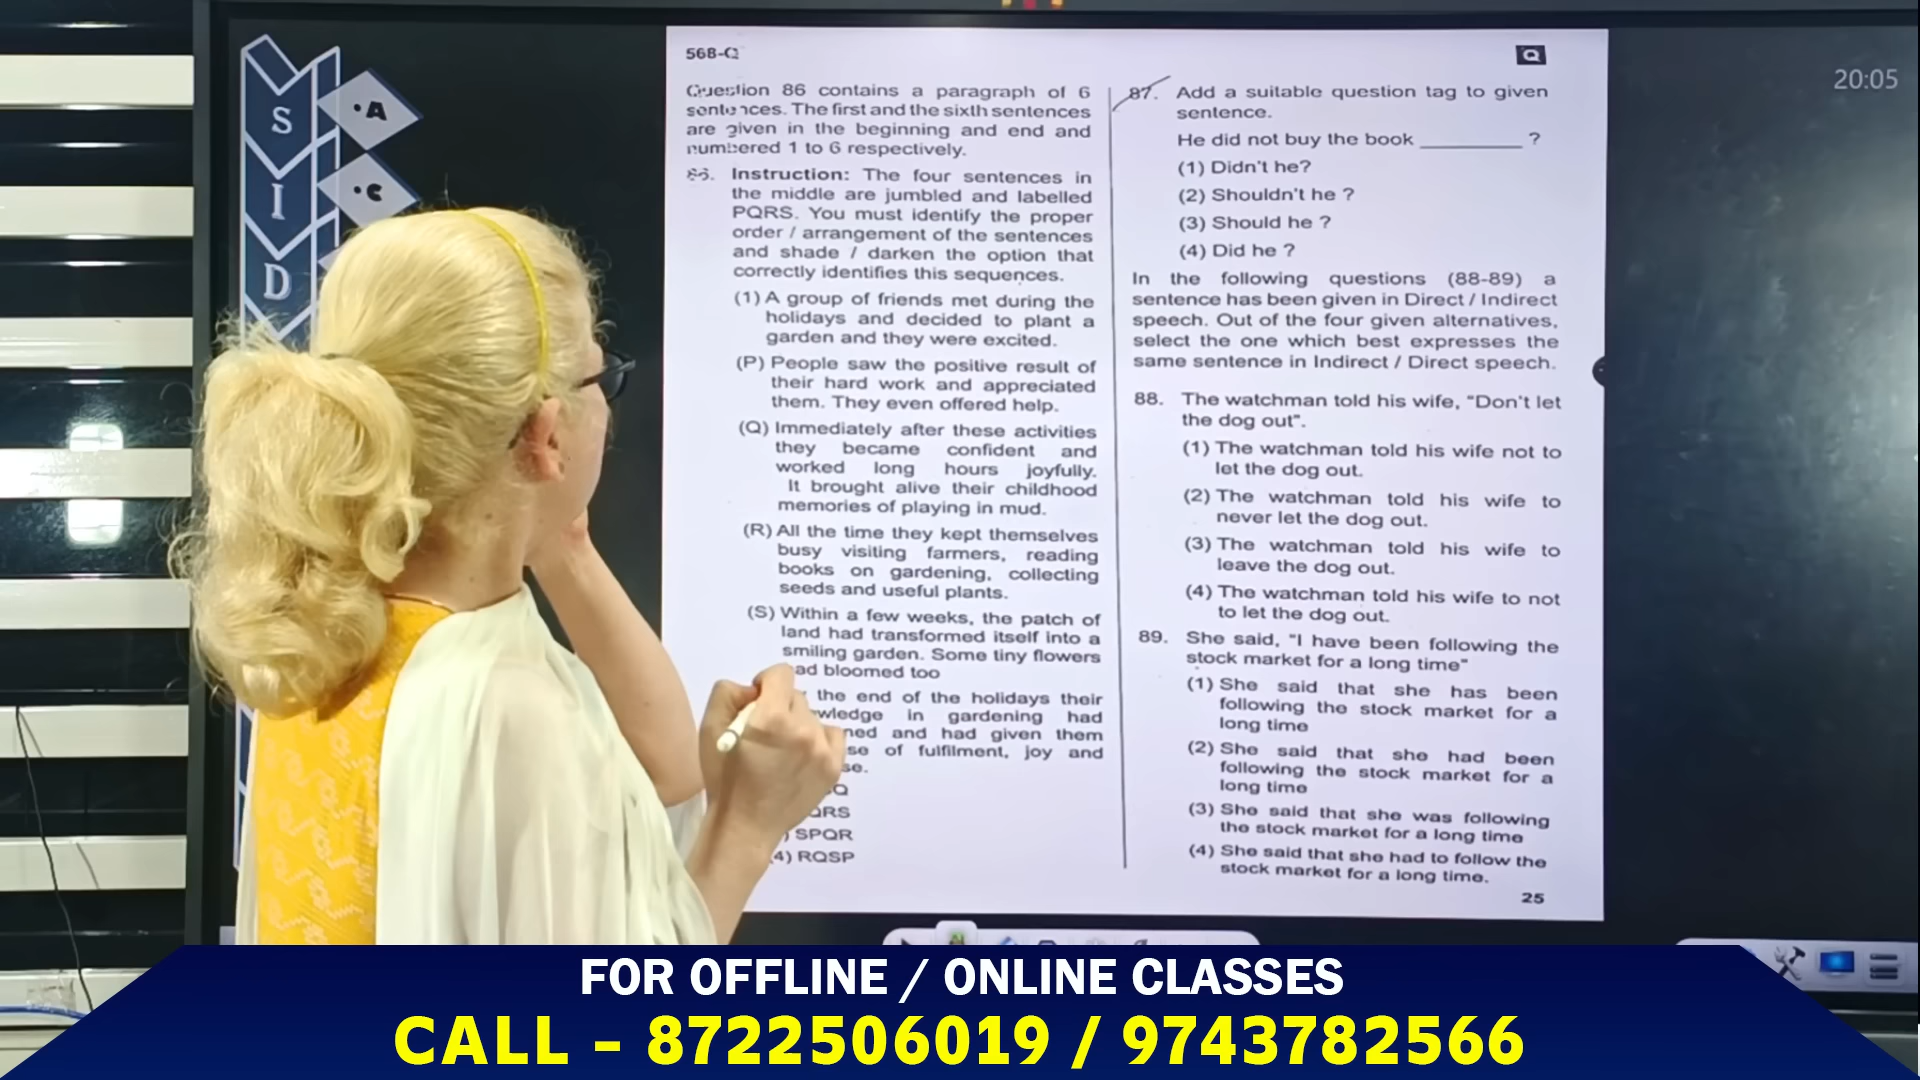 S
I
D
•A
•C
20:05
568-Q
Q
Question 86 contains a paragraph of 6
sentences. The first and the sixth sentences
are given in the beginning and end and
numbered 1 to 6 respectively.
86. Instruction: The four sentences in
the middle are jumbled and labelled
PQRS. You must identify the proper
order / arrangement of the sentences
and shade / darken the option that
correctly identifies this sequences.
(1) A group of friends met during the
holidays and decided to plant a
garden and they were excited.
(P) People saw the positive result of
their hard work and appreciated
them. They even offered help.
(Q) Immediately after these activities
they became confident and
worked long hours joyfully.
It brought alive their childhood
memories of playing in mud.
(R) All the time they kept themselves
busy visiting farmers, reading
books on gardening, collecting
seeds and useful plants.
(S) Within a few weeks, the patch of
land had transformed itself into a
smiling garden. Some tiny flowers
bloomed too
the end of the holidays their
in gardening had
and had given them
of fulfilment, joy and
SPQR
(4) RQSP
87. Add a suitable question tag to given
sentence.
He did not buy the book ________ ?
(1) Didn't he?
(2) Shouldn't he ?
(3) Should he ?
(4) Did he ?
In the following questions (88-89) a
sentence has been given in Direct / Indirect
speech. Out of the four given alternatives,
select the one which best expresses the
same sentence in Indirect / Direct speech.
88. The watchman told his wife, "Don't let
the dog out".
(1) The watchman told his wife not to
let the dog out.
(2) The watchman told his wife to
never let the dog out.
(3) The watchman told his wife to
leave the dog out.
(4) The watchman told his wife to not
to let the dog out.
89. She said, "I have been following the
stock market for a long time"
(1) She said that she has been
following the stock market for a
long time
(2) She said that she had been
following the stock market for a
long time
(3) She said that she was following
the stock market for a long time
(4) She said that she had to follow the
stock market for a long time.
25
FOR OFFLINE / ONLINE CLASSES
CALL – 8722506019 / 9743782566